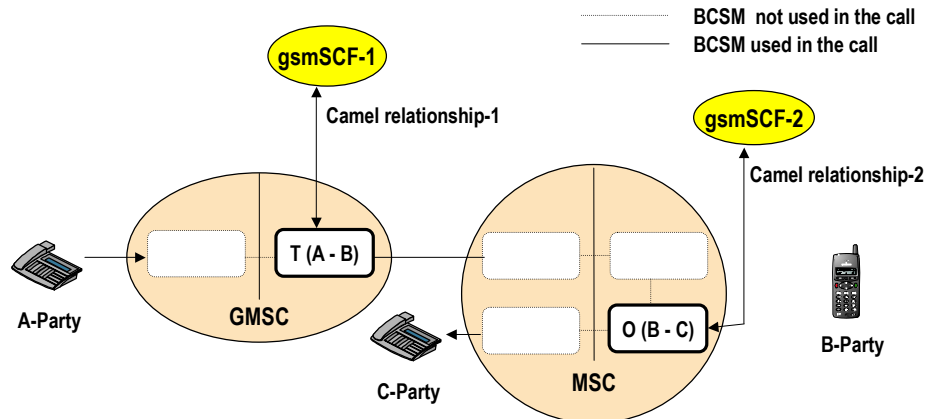 BCSM not used in the call
BCSM used in the call
gsmSCF-1
Camel relationship-1
gsmSCF-2
Camel relationship-2
T (A - B)
A-Party
GMSC
O (B - C)
C-Party
MSC
B-Party